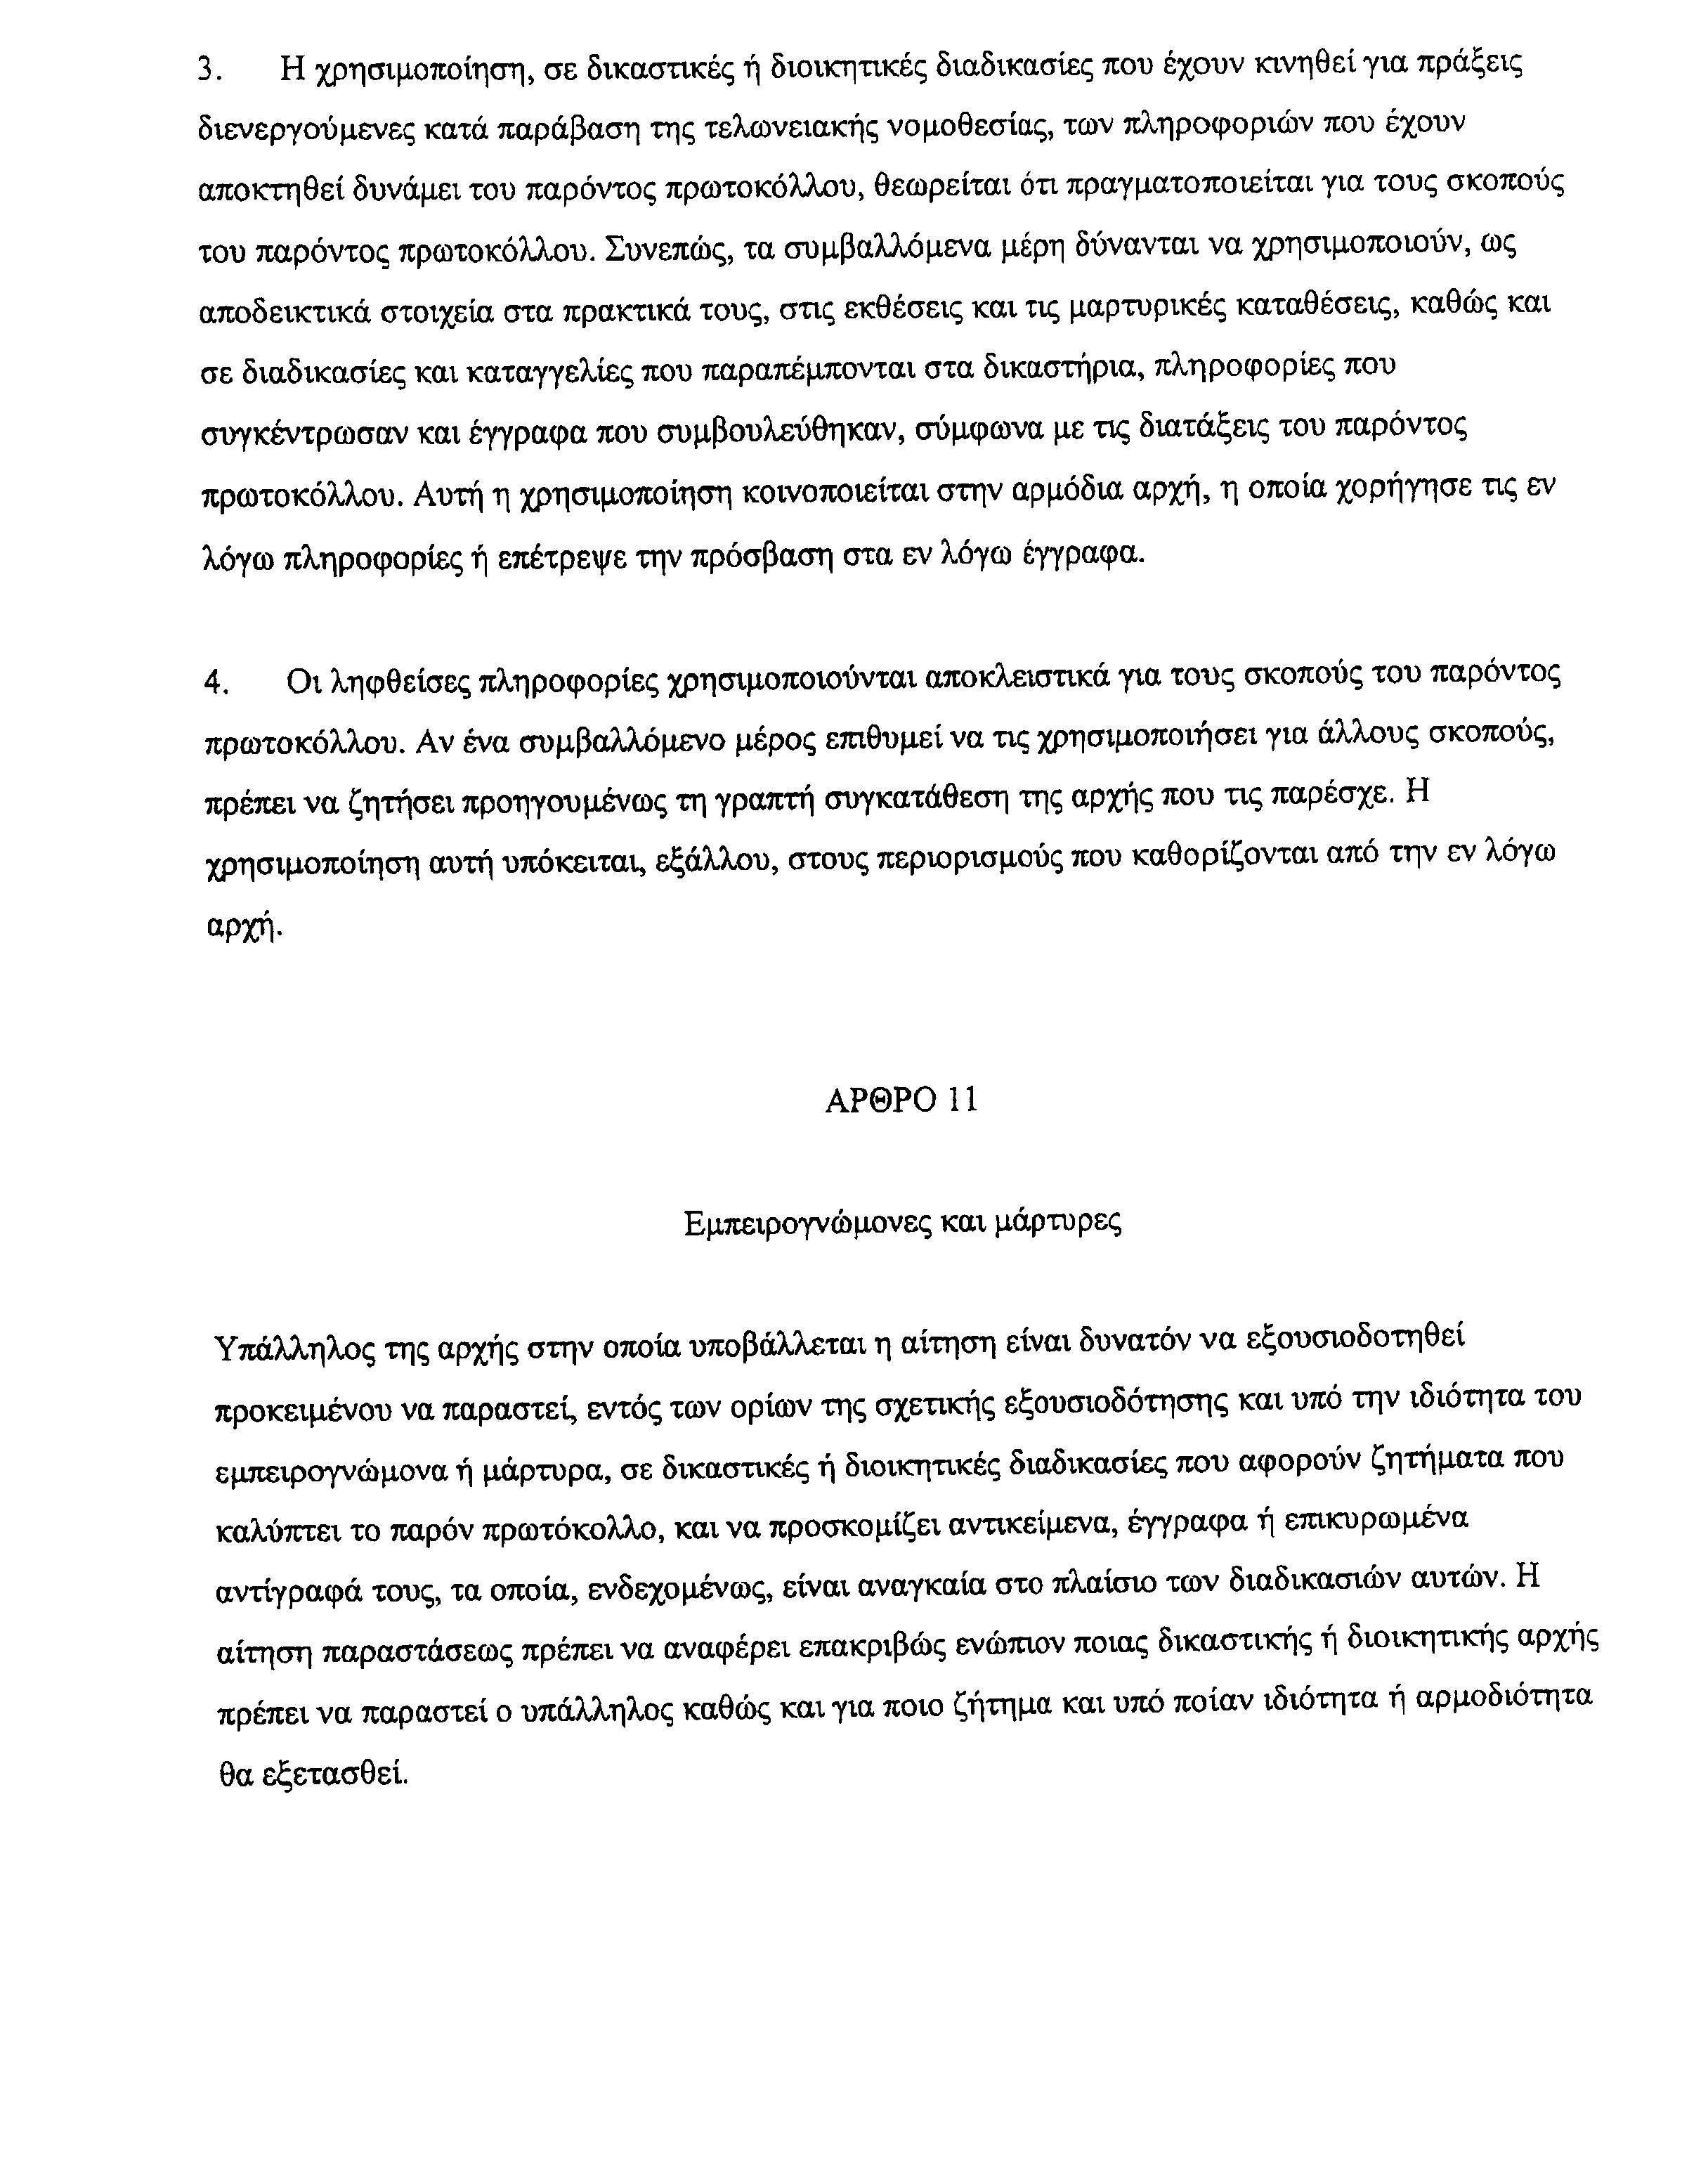 3. Η χρησιμοποίηση, σε δικαστικές ή διοικητικές διαδικασίες που έχουν κινηθεί για πράξεις
διενεργούμενες κατά παράβαση της τελωνειακής νομοθεσίας, των πληροφοριών που έχουν
αποκτηθεί δυνάμει του παρόντος πρωτοκόλλου, θεωρείται ότι πραγματοποιείται για τους σκοπούς
του παρόντος πρωτοκόλλου. Συνεπώς, τα συμβαλλόμενα μέρη δύνανται να χρησιμοποιούν, ως
αποδεικτικά στοιχεία στα πρακτικά τους, στις εκθέσεις και τις μαρτυρικές καταθέσεις, καθώς και
σε διαδικασίες και καταγγελίες που παραπέμπονται στα δικαστήρια, πληροφορίες που
συγκέντρωσαν και έγγραφα που συμβουλεύθηκαν, σύμφωνα με τις διατάξεις του παρόντος
πρωτοκόλλου. Αυτή η χρησιμοποίηση κοινοποιείται στην αρμόδια αρχή, η οποία χορήγησε τις εν
λόγω πληροφορίες ή επέτρεψε την πρόσβαση στα εν λόγω έγγραφα.
4. Οι ληφθείσες πληροφορίες χρησιμοποιούνται αποκλειστικά για τους σκοπούς του παρόντος
πρωτοκόλλου. Αν ένα συμβαλλόμενο μέρος επιθυμεί να τις χρησιμοποιήσει για άλλους σκοπούς,
πρέπει να ζητήσει προηγουμένως τη γραπτή συγκατάθεση της αρχής που τις παρέσχε. Η
χρησιμοποίηση αυτή υπόκειται, εξάλλου, στους περιορισμούς που καθορίζονται από την εν λόγω
αρχή.
ΑΡΘΡΟ 11
Εμπειρογνώμονες και μάρτυρες
Υπάλληλος της αρχής στην οποία υποβάλλεται η αίτηση είναι δυνατόν να εξουσιοδοτηθεί
προκειμένου να παραστεί, εντός των ορίων της σχετικής εξουσιοδότησης και υπό την ιδιότητα του
εμπειρογνώμονα ή μάρτυρα, σε δικαστικές ή διοικητικές διαδικασίες που αφορούν ζητήματα που
καλύπτει το παρόν πρωτόκολλο, και να προσκομίζει αντικείμενα, έγγραφα ή επικυρωμένα
αντίγραφά τους, τα οποία, ενδεχομένως, είναι αναγκαία στο πλαίσιο των διαδικασιών αυτών. Η
αίτηση παραστάσεως πρέπει να αναφέρει επακριβώς ενώπιον ποιας δικαστικής ή διοικητικής αρχής
πρέπει να παραστεί ο υπάλληλος καθώς και για ποιο ζήτημα και υπό ποίαν ιδιότητα ή αρμοδιότητα
θα εξετασθεί.